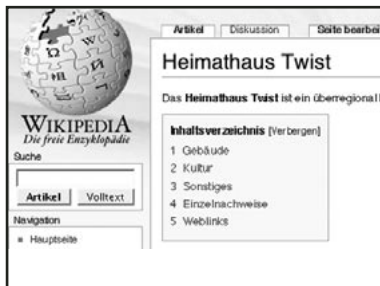 Artikel Diskussion Seite bearbei
Heimathaus Twist
Das Heimathaus Twist ist ein überregional
WIKIPEDIA
Die freie Enzyklopädie
Inhaltsverzeichnis [Verbergen]
1 Gebäude
2 Kultur
3 Sonstiges
4 Einzelnachweise
5 Weblinks
Suche
Artikel Volltext
Navigation
Hauptseite